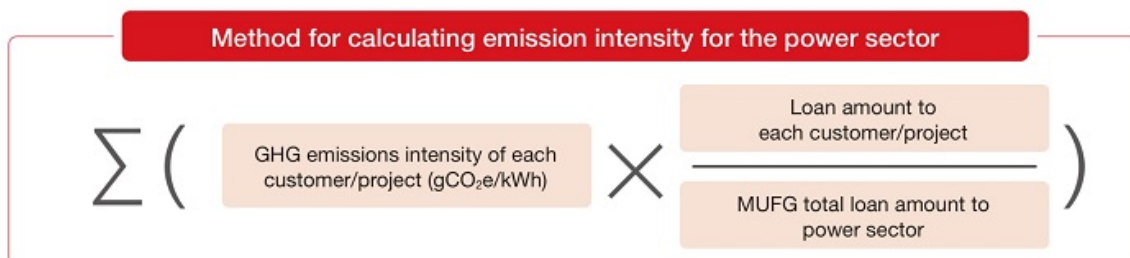 Method for calculating emission intensity for the power sector
∑ (
GHG emissions intensity of each
customer/project (gCO₂e/kWh)
×
Loan amount to
each customer/project
MUFG total loan amount to
power sector
)